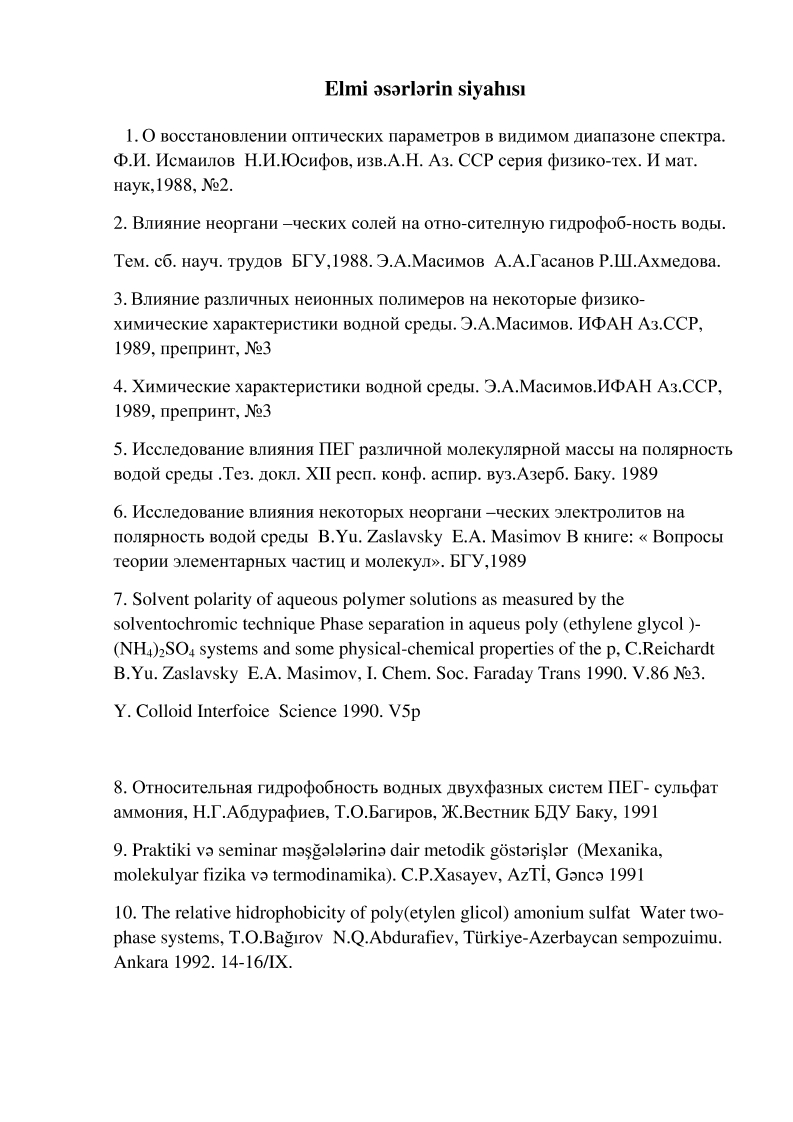 Elmi əsərlərin siyahısı
1. О восстановлении оптических параметров в видимом диапазоне спектра.
Ф.И. Исмаилов Н.И.Юсифов, изв.А.Н. Аз. ССР серия физико-тех. И мат.
наук,1988, №2.
2. Влияние неоргани –ческих солей на отно-сителную гидрофоб-ность воды.
Тем. сб. науч. трудов БГУ,1988. Э.А.Масимов А.А.Гасанов Р.Ш.Ахмедова.
3. Влияние различных неионных полимеров на некоторые физико-
химические характеристики водной среды. Э.А.Масимов. ИФАН Аз.ССР,
1989, препринт, №3
4. Химические характеристики водной среды. Э.А.Масимов.ИФАН Аз.ССР,
1989, препринт, №3
5. Исследование влияния ПЕГ различной молекулярной массы на полярность
водой среды .Тез. докл. XII респ. конф. аспир. вуз.Азерб. Баку. 1989
6. Исследование влияния некоторых неоргани –ческих электролитов на
полярность водой среды B.Yu. Zaslavsky E.A. Masimov В книге: « Вопросы
теории элементарных частиц и молекул». БГУ,1989
7. Solvent polarity of aqueous polymer solutions as measured by the
solventochromic technique Phase separation in aqueus poly (ethylene glycol )-
(NH₄)₂SO₄ systems and some physical-chemical properties of the p, C.Reichardt
B.Yu. Zaslavsky E.A. Masimov, I. Chem. Soc. Faraday Trans 1990. V.86 №3.
Y. Colloid Interfoice Science 1990. V5p
8. Относительная гидрофобность водных двухфазных систем ПЕГ- сульфат
аммония, Н.Г.Абдурафиев, Т.О.Багиров, Ж.Вестник БДУ Баку, 1991
9. Praktiki və seminar məşğələlərinə dair metodik göstərişlər (Mexanika,
molekulyar fizika və termodinamika). C.P.Xasayev, AzTİ, Gəncə 1991
10. The relative hidrophobicity of poly(etylen glicol) amonium sulfat Water two-
phase systems, T.O.Bağırov N.Q.Abdurafiev, Türkiye-Azerbaycan sempozuimu.
Ankara 1992. 14-16/IX.